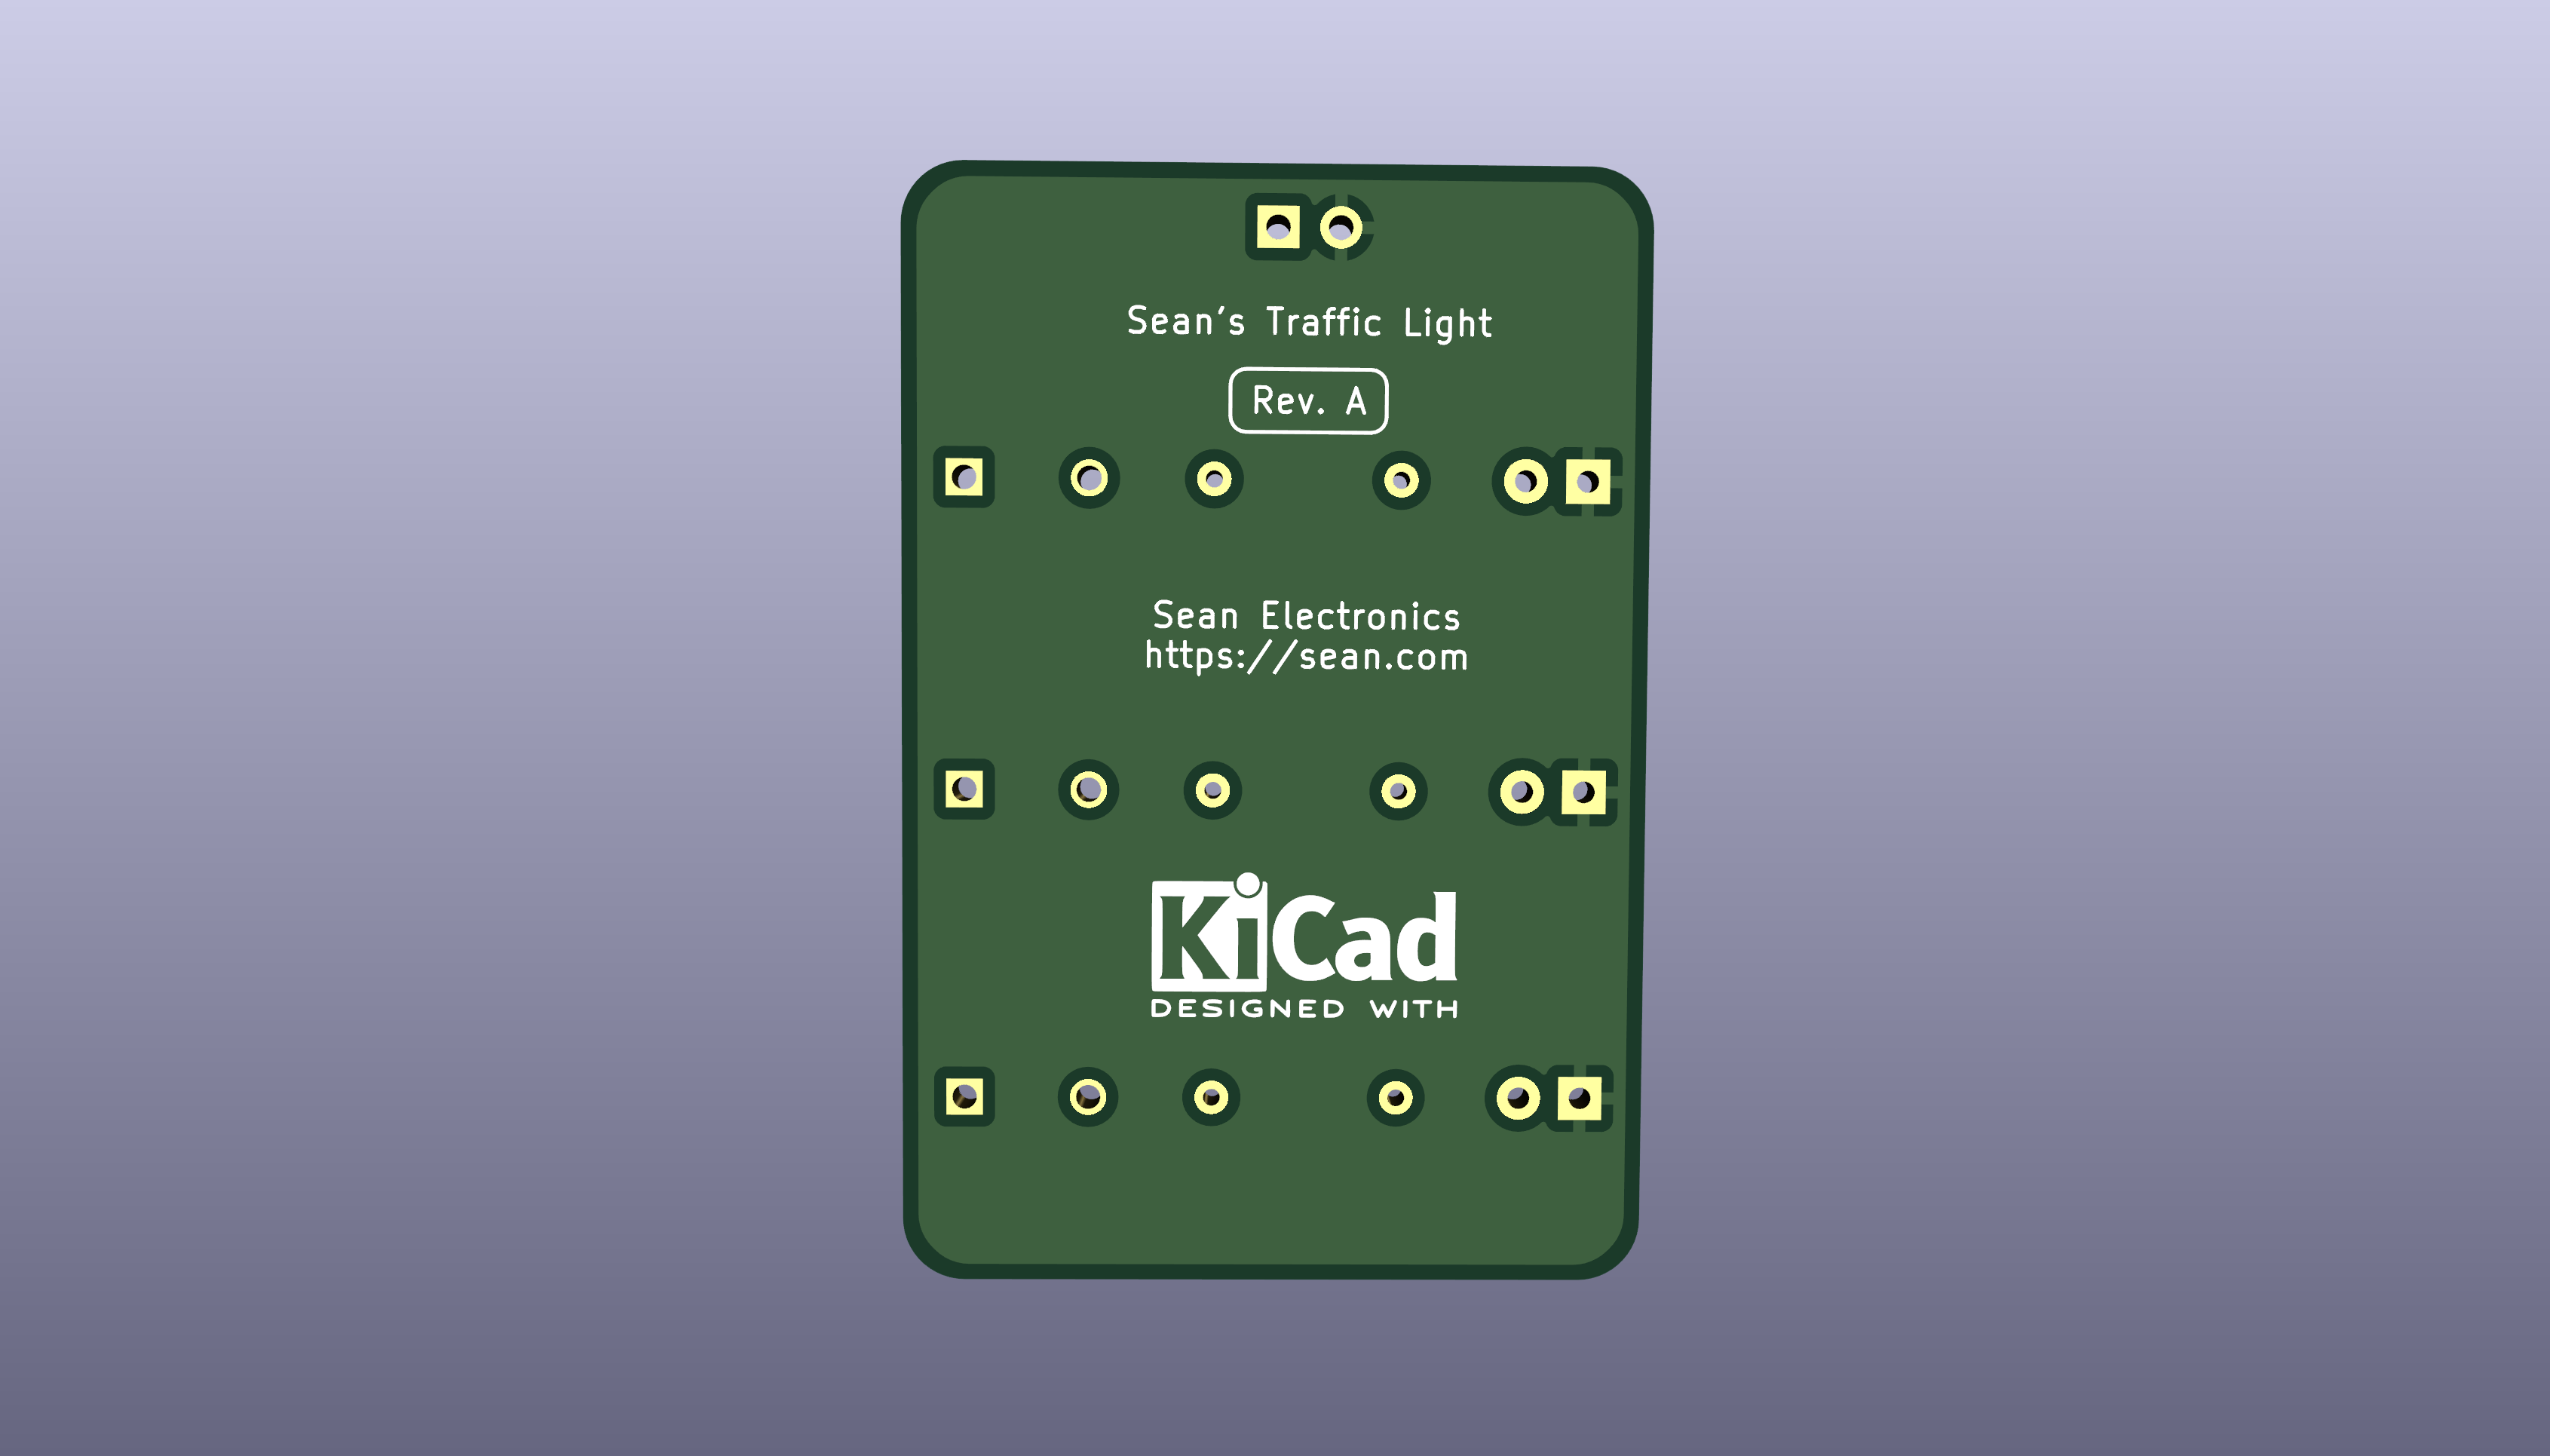 Sean's Traffic Light
Rev. A
Sean Electronics
https://sean.com
KiCad
DESIGNED WITH